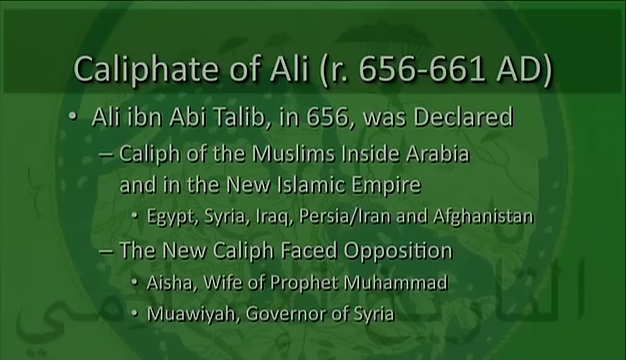 Caliphate of Ali (r. 656-661 AD)
• Ali ibn Abi Talib, in 656, was Declared
– Caliph of the Muslims Inside Arabia
and in the New Islamic Empire
• Egypt, Syria, Iraq, Persia/Iran and Afghanistan
– The New Caliph Faced Opposition
• Aisha, Wife of Prophet Muhammad
• Muawiyah, Governor of Syria